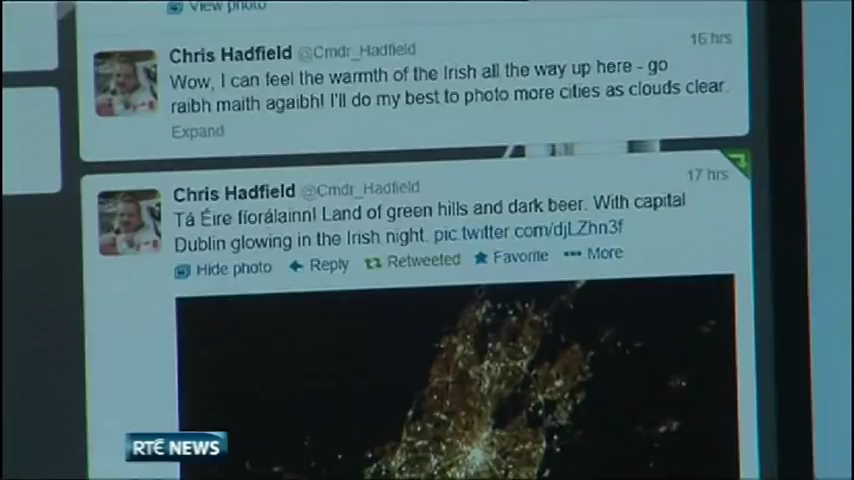 View photo
Chris Hadfield @Cmdr_Hadfield 16 hrs
Wow, I can feel the warmth of the Irish all the way up here - go
raibh maith agaibh! I'll do my best to photo more cities as clouds clear.
Expand
Chris Hadfield @Cmdr_Hadfield 17 hrs
Tá Éire fíorálainn! Land of green hills and dark beer. With capital
Dublin glowing in the Irish night. pic.twitter.com/djLZhn3f
Hide photo Reply Retweeted Favorite More
RTÉ NEWS